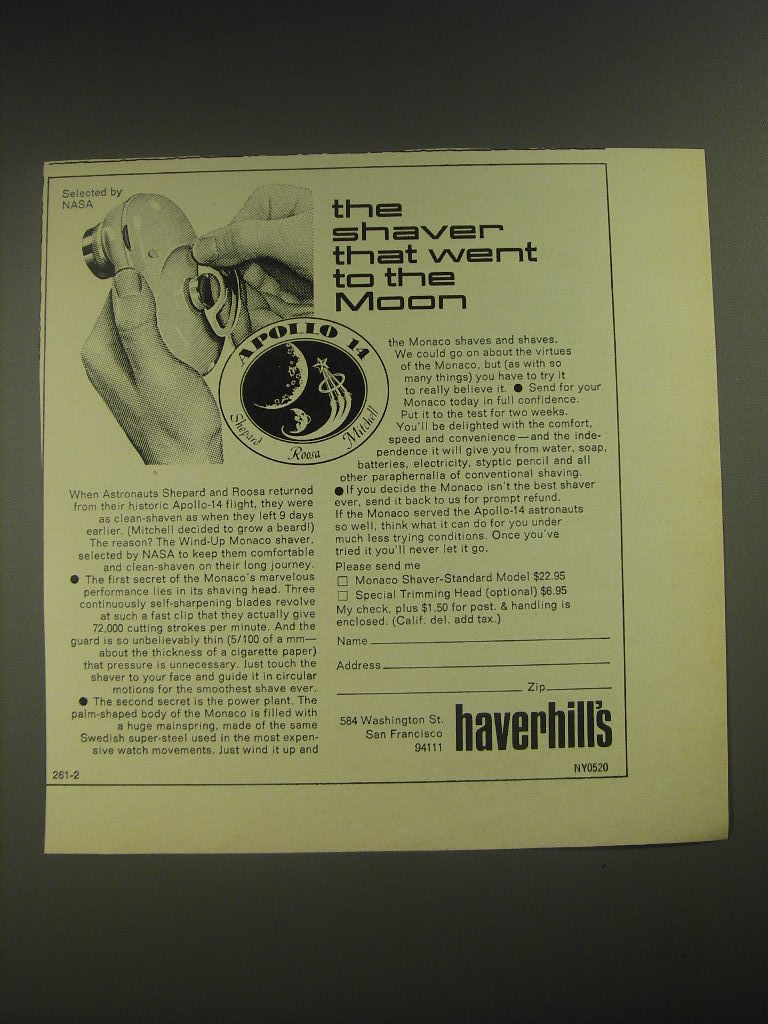 Selected by
NASA
the
shaver
that went
to the
Moon
APOLLO 14
Shepard
Roosa
Mitchell
When Astronauts Shepard and Roosa returned
from their historic Apollo-14 flight, they were
as clean-shaven as when they left 9 days
earlier. (Mitchell decided to grow a beard!)
The reason? The Wind-Up Monaco shaver,
selected by NASA to keep them comfortable
and clean-shaven on their long journey.
● The first secret of the Monaco's marvelous
performance lies in its shaving head. Three
continuously self-sharpening blades revolve
at such a fast clip that they actually give
72,000 cutting strokes per minute. And the
guard is so unbelievably thin (5/100 of a mm—
about the thickness of a cigarette paper)
that pressure is unnecessary. Just touch the
shaver to your face and guide it in circular
motions for the smoothest shave ever.
● The second secret is the power plant. The
palm-shaped body of the Monaco is filled with
a huge mainspring, made of the same
Swedish super-steel used in the most expen-
sive watch movements. Just wind it up and
261-2
the Monaco shaves and shaves.
We could go on about the virtues
of the Monaco, but (as with so
many things) you have to try it
to really believe it. ● Send for your
Monaco today in full confidence.
Put it to the test for two weeks.
You'll be delighted with the comfort,
speed and convenience—and the inde-
pendence it will give you from water, soap,
batteries, electricity, styptic pencil and all
other paraphernalia of conventional shaving.
● If you decide the Monaco isn't the best shaver
ever, send it back to us for prompt refund.
If the Monaco served the Apollo-14 astronauts
so well, think what it can do for you under
much less trying conditions. Once you've
tried it you'll never let it go.
Please send me
☐ Monaco Shaver-Standard Model $22.95
☐ Special Trimming Head (optional) $6.95
My check, plus $1.50 for post. & handling is
enclosed. (Calif. del. add tax.)
Name
Address
Zip
584 Washington St.
San Francisco
94111
haverhill's
NY0520